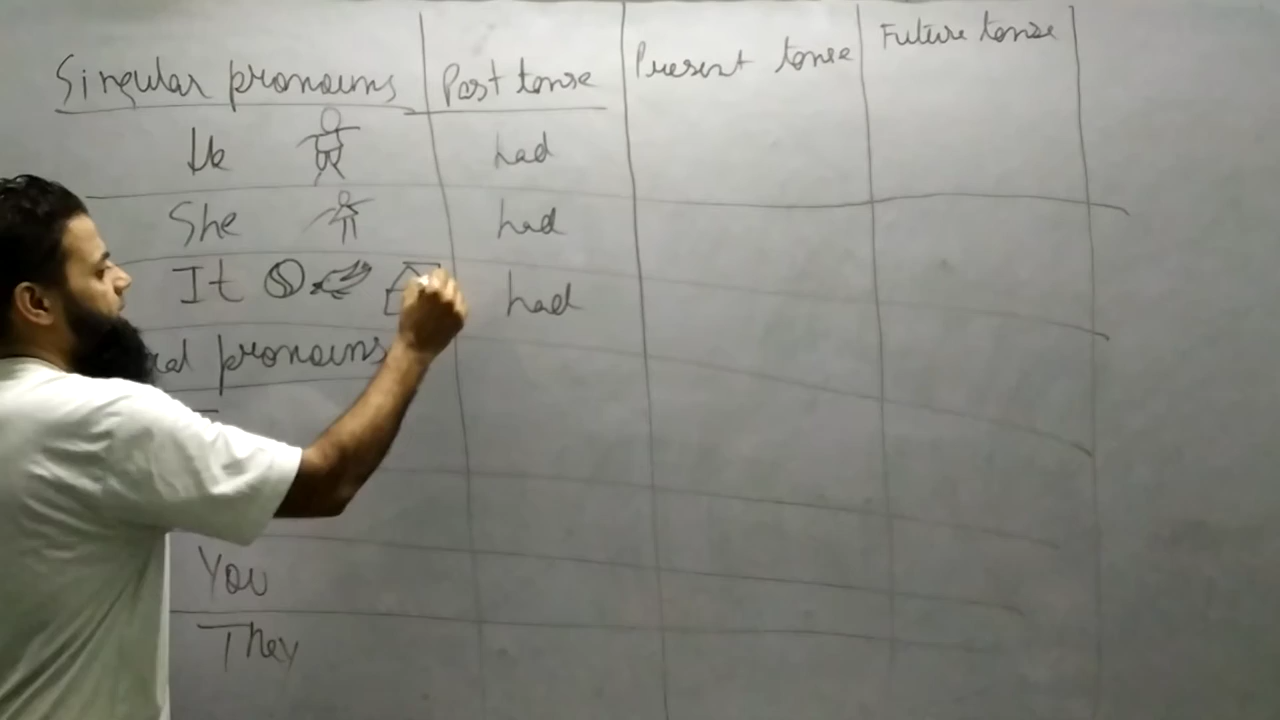 Singular pronouns Past tense Present tense Future tense
He had
She had
It had
pronouns
You
They